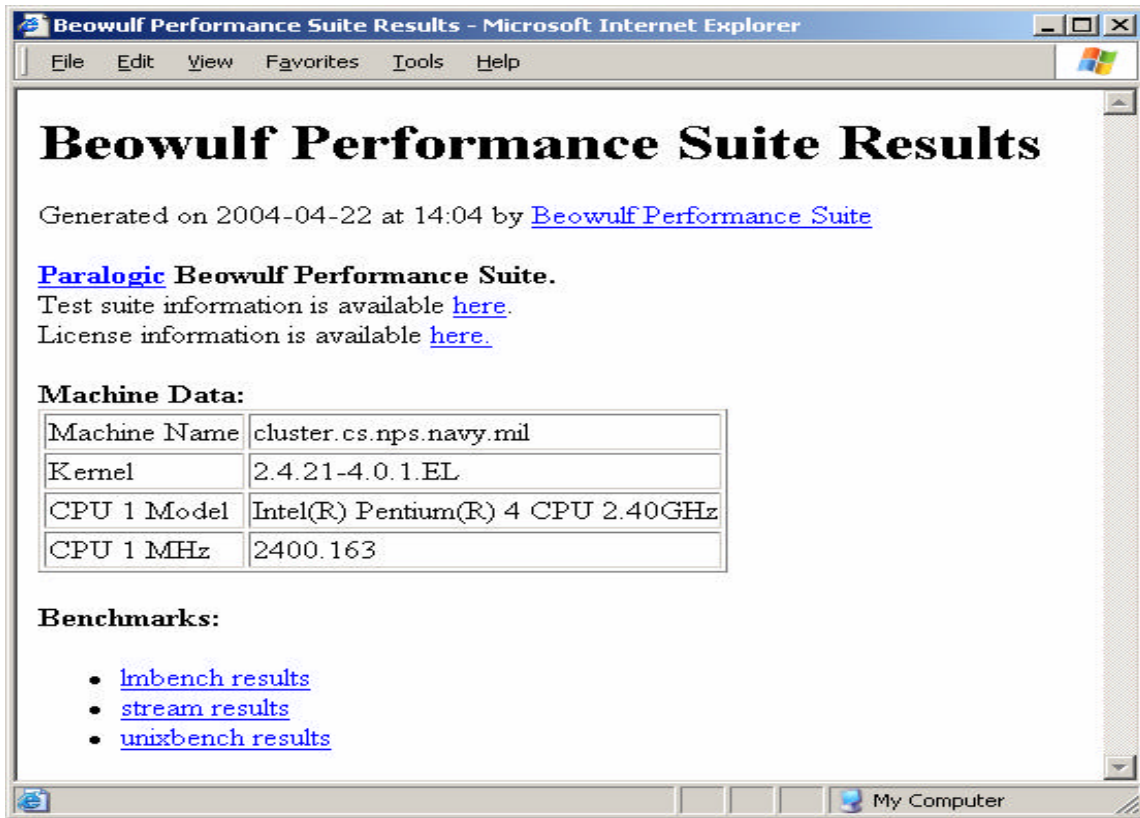 Beowulf Performance Suite Results - Microsoft Internet Explorer
File Edit View Favorites Tools Help
Beowulf Performance Suite Results
Generated on 2004-04-22 at 14:04 by Beowulf Performance Suite
Paralogic Beowulf Performance Suite.
Test suite information is available here.
License information is available here.
Machine Data:
Machine Name cluster.cs.nps.navy.mil
Kernel 2.4.21-4.0.1.EL
CPU 1 Model Intel(R) Pentium(R) 4 CPU 2.40GHz
CPU 1 MHz 2400.163
Benchmarks:
• lmbench results
• stream results
• unixbench results
My Computer